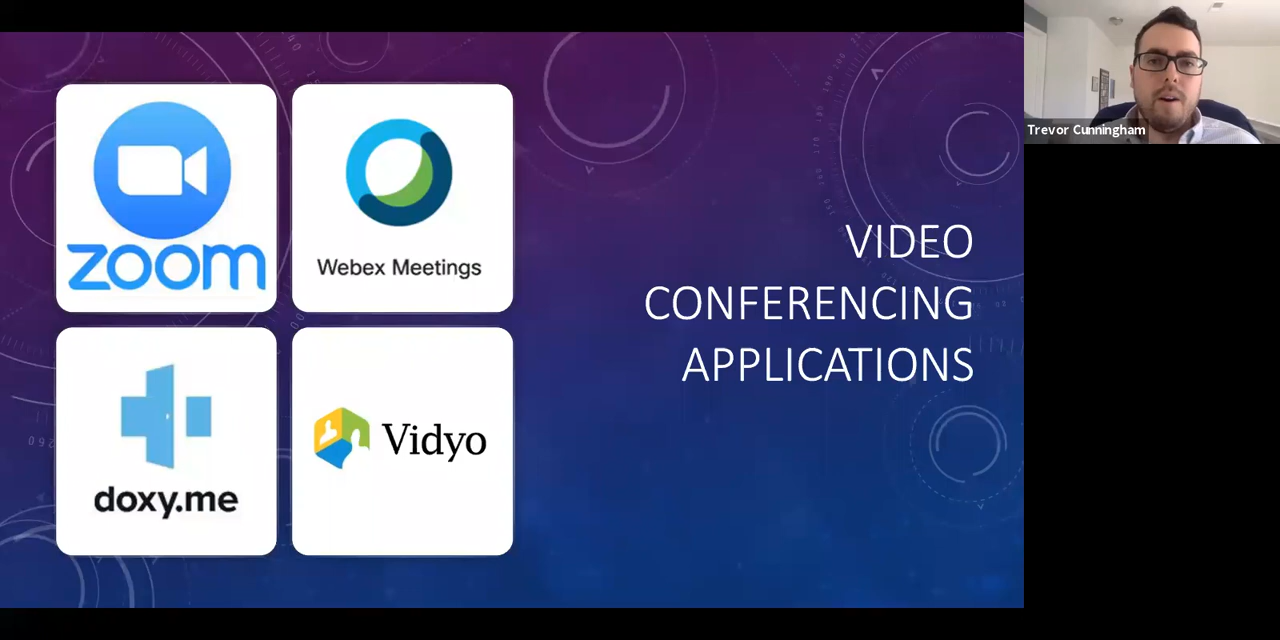 zoom
Webex Meetings
doxy.me
Vidyo
VIDEO
CONFERENCING
APPLICATIONS
Trevor Cunningham